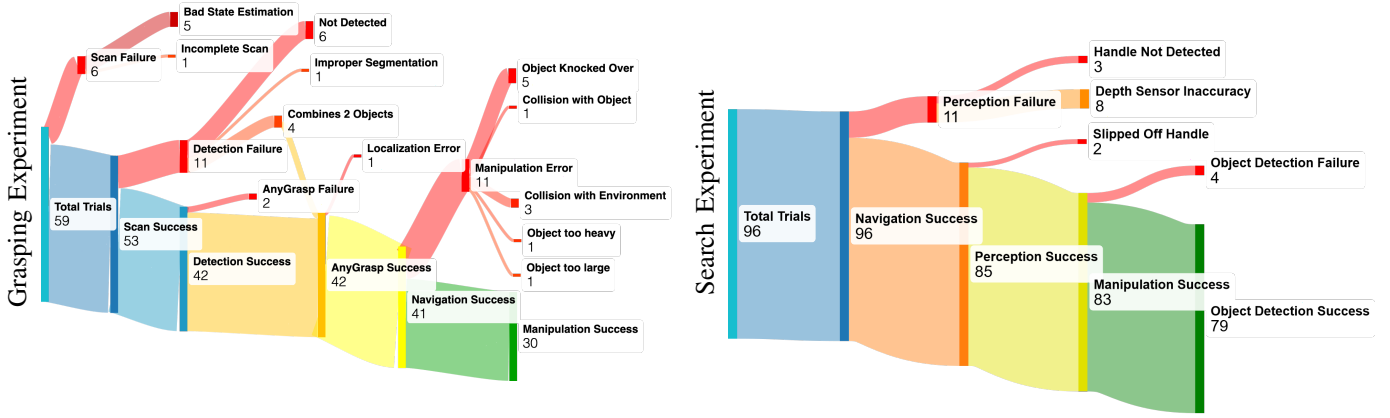 Grasping Experiment
Bad State Estimation
5
Scan Failure
6
Incomplete Scan
1
Not Detected
6
Improper Segmentation
1
Combines 2 Objects
4
Detection Failure
11
Localization Error
1
AnyGrasp Failure
2
Object Knocked Over
5
Collision with Object
1
Manipulation Error
11
Collision with Environment
3
Object too heavy
1
Object too large
1
Total Trials
59
Scan Success
53
Detection Success
42
AnyGrasp Success
42
Navigation Success
41
Manipulation Success
30
Search Experiment
Handle Not Detected
3
Perception Failure
11
Depth Sensor Inaccuracy
8
Slipped Off Handle
2
Object Detection Failure
4
Total Trials
96
Navigation Success
96
Perception Success
85
Manipulation Success
83
Object Detection Success
79